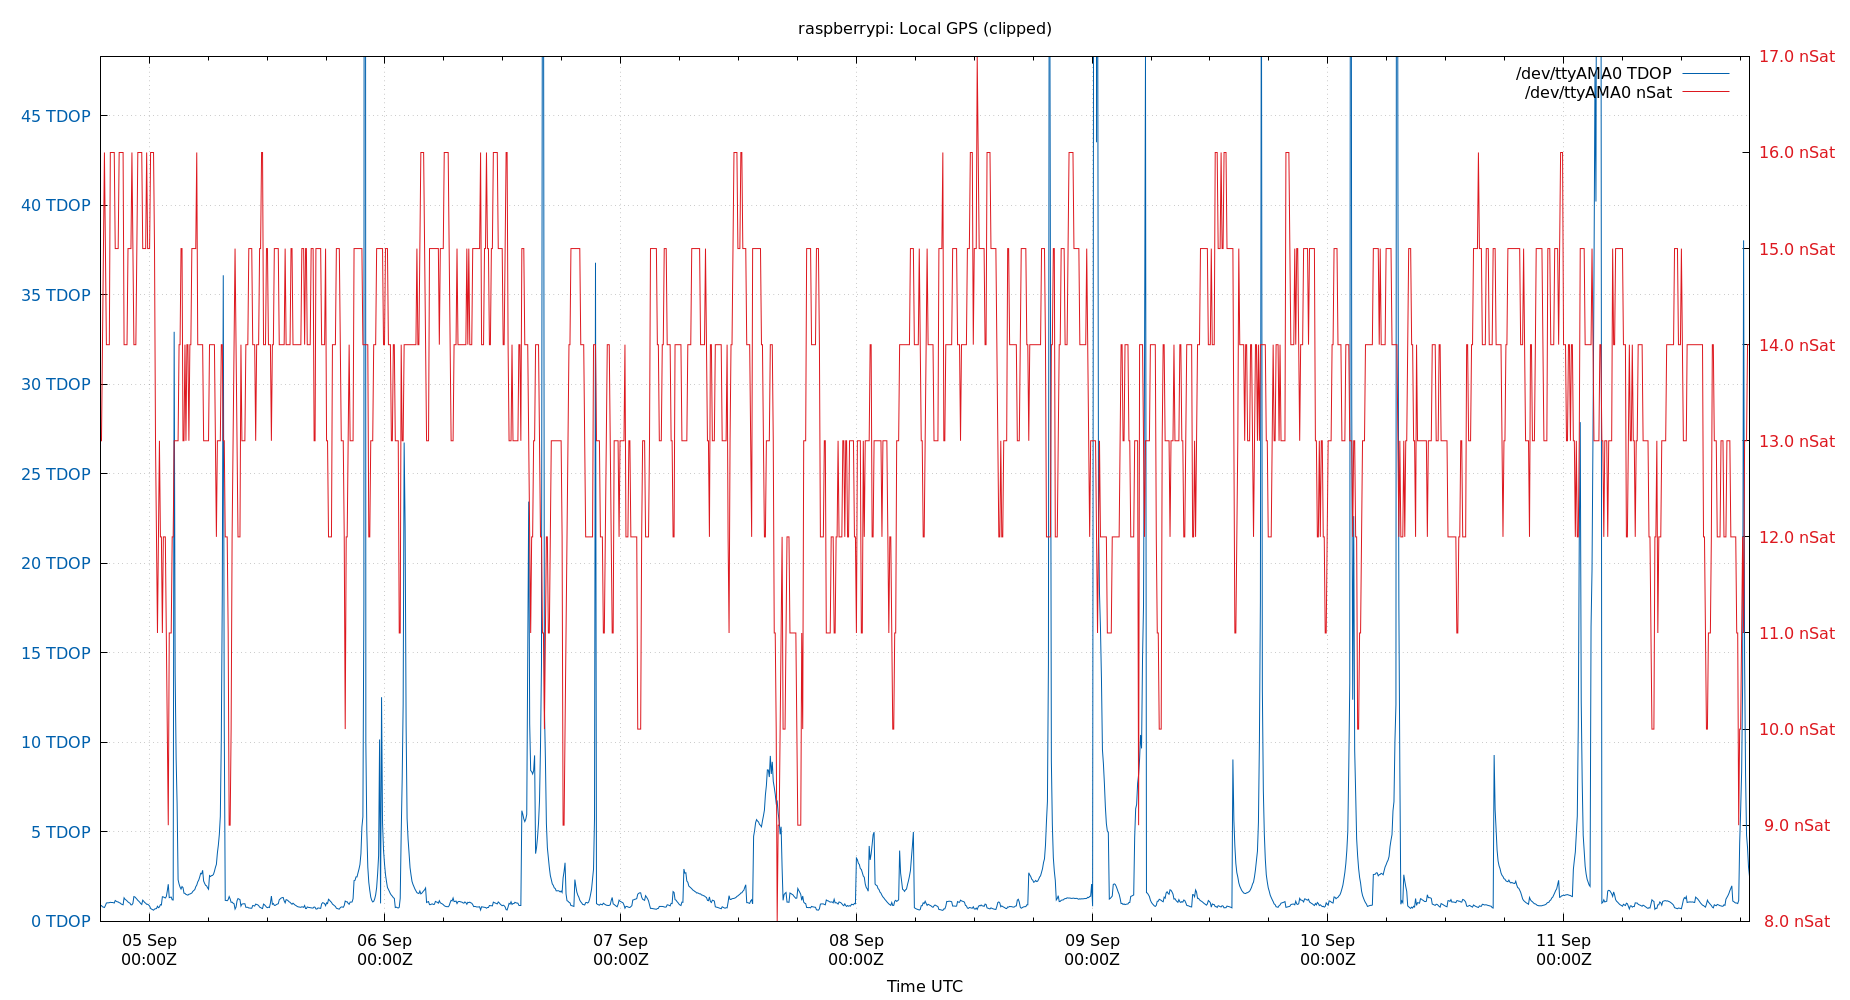 raspberrypi: Local GPS (clipped)
/dev/ttyAMA0 TDOP
/dev/ttyAMA0 nSat
45 TDOP
40 TDOP
35 TDOP
30 TDOP
25 TDOP
20 TDOP
15 TDOP
10 TDOP
5 TDOP
0 TDOP
17.0 nSat
16.0 nSat
15.0 nSat
14.0 nSat
13.0 nSat
12.0 nSat
11.0 nSat
10.0 nSat
9.0 nSat
8.0 nSat
05 Sep
00:00Z
06 Sep
00:00Z
07 Sep
00:00Z
08 Sep
00:00Z
09 Sep
00:00Z
10 Sep
00:00Z
11 Sep
00:00Z
Time UTC